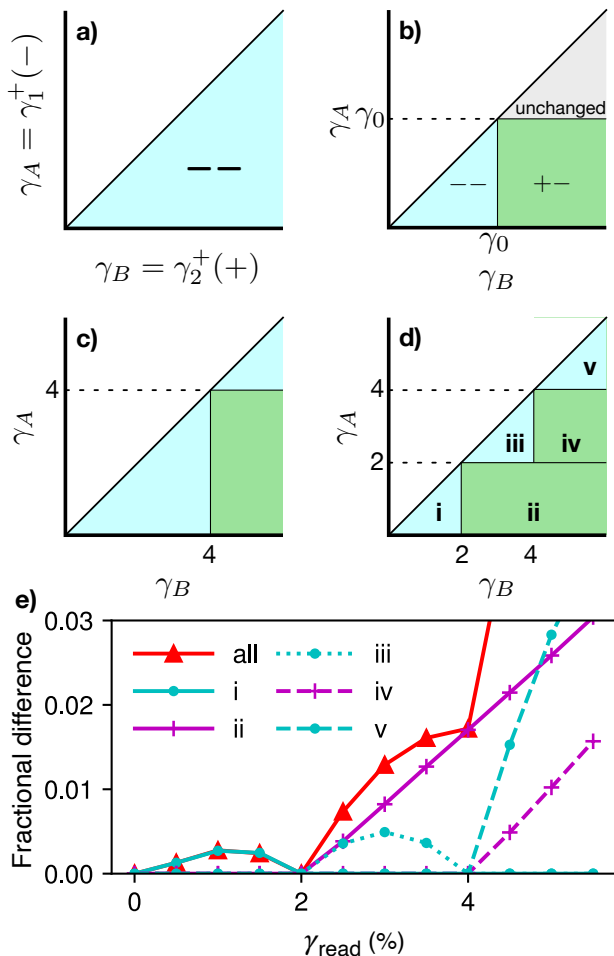 a)
γ_A = γ_1^+(−)
− −
γ_B = γ_2^+(+)
b)
γ_A
γ_0
unchanged
− −
+ −
γ_0
γ_B
c)
γ_A
4
4
γ_B
d)
γ_A
4
2
v
iii
iv
i
ii
2
4
γ_B
e)
Fractional difference
0.03
0.02
0.01
0.00
all
i
ii
iii
iv
v
0
2
4
γ_read (%)